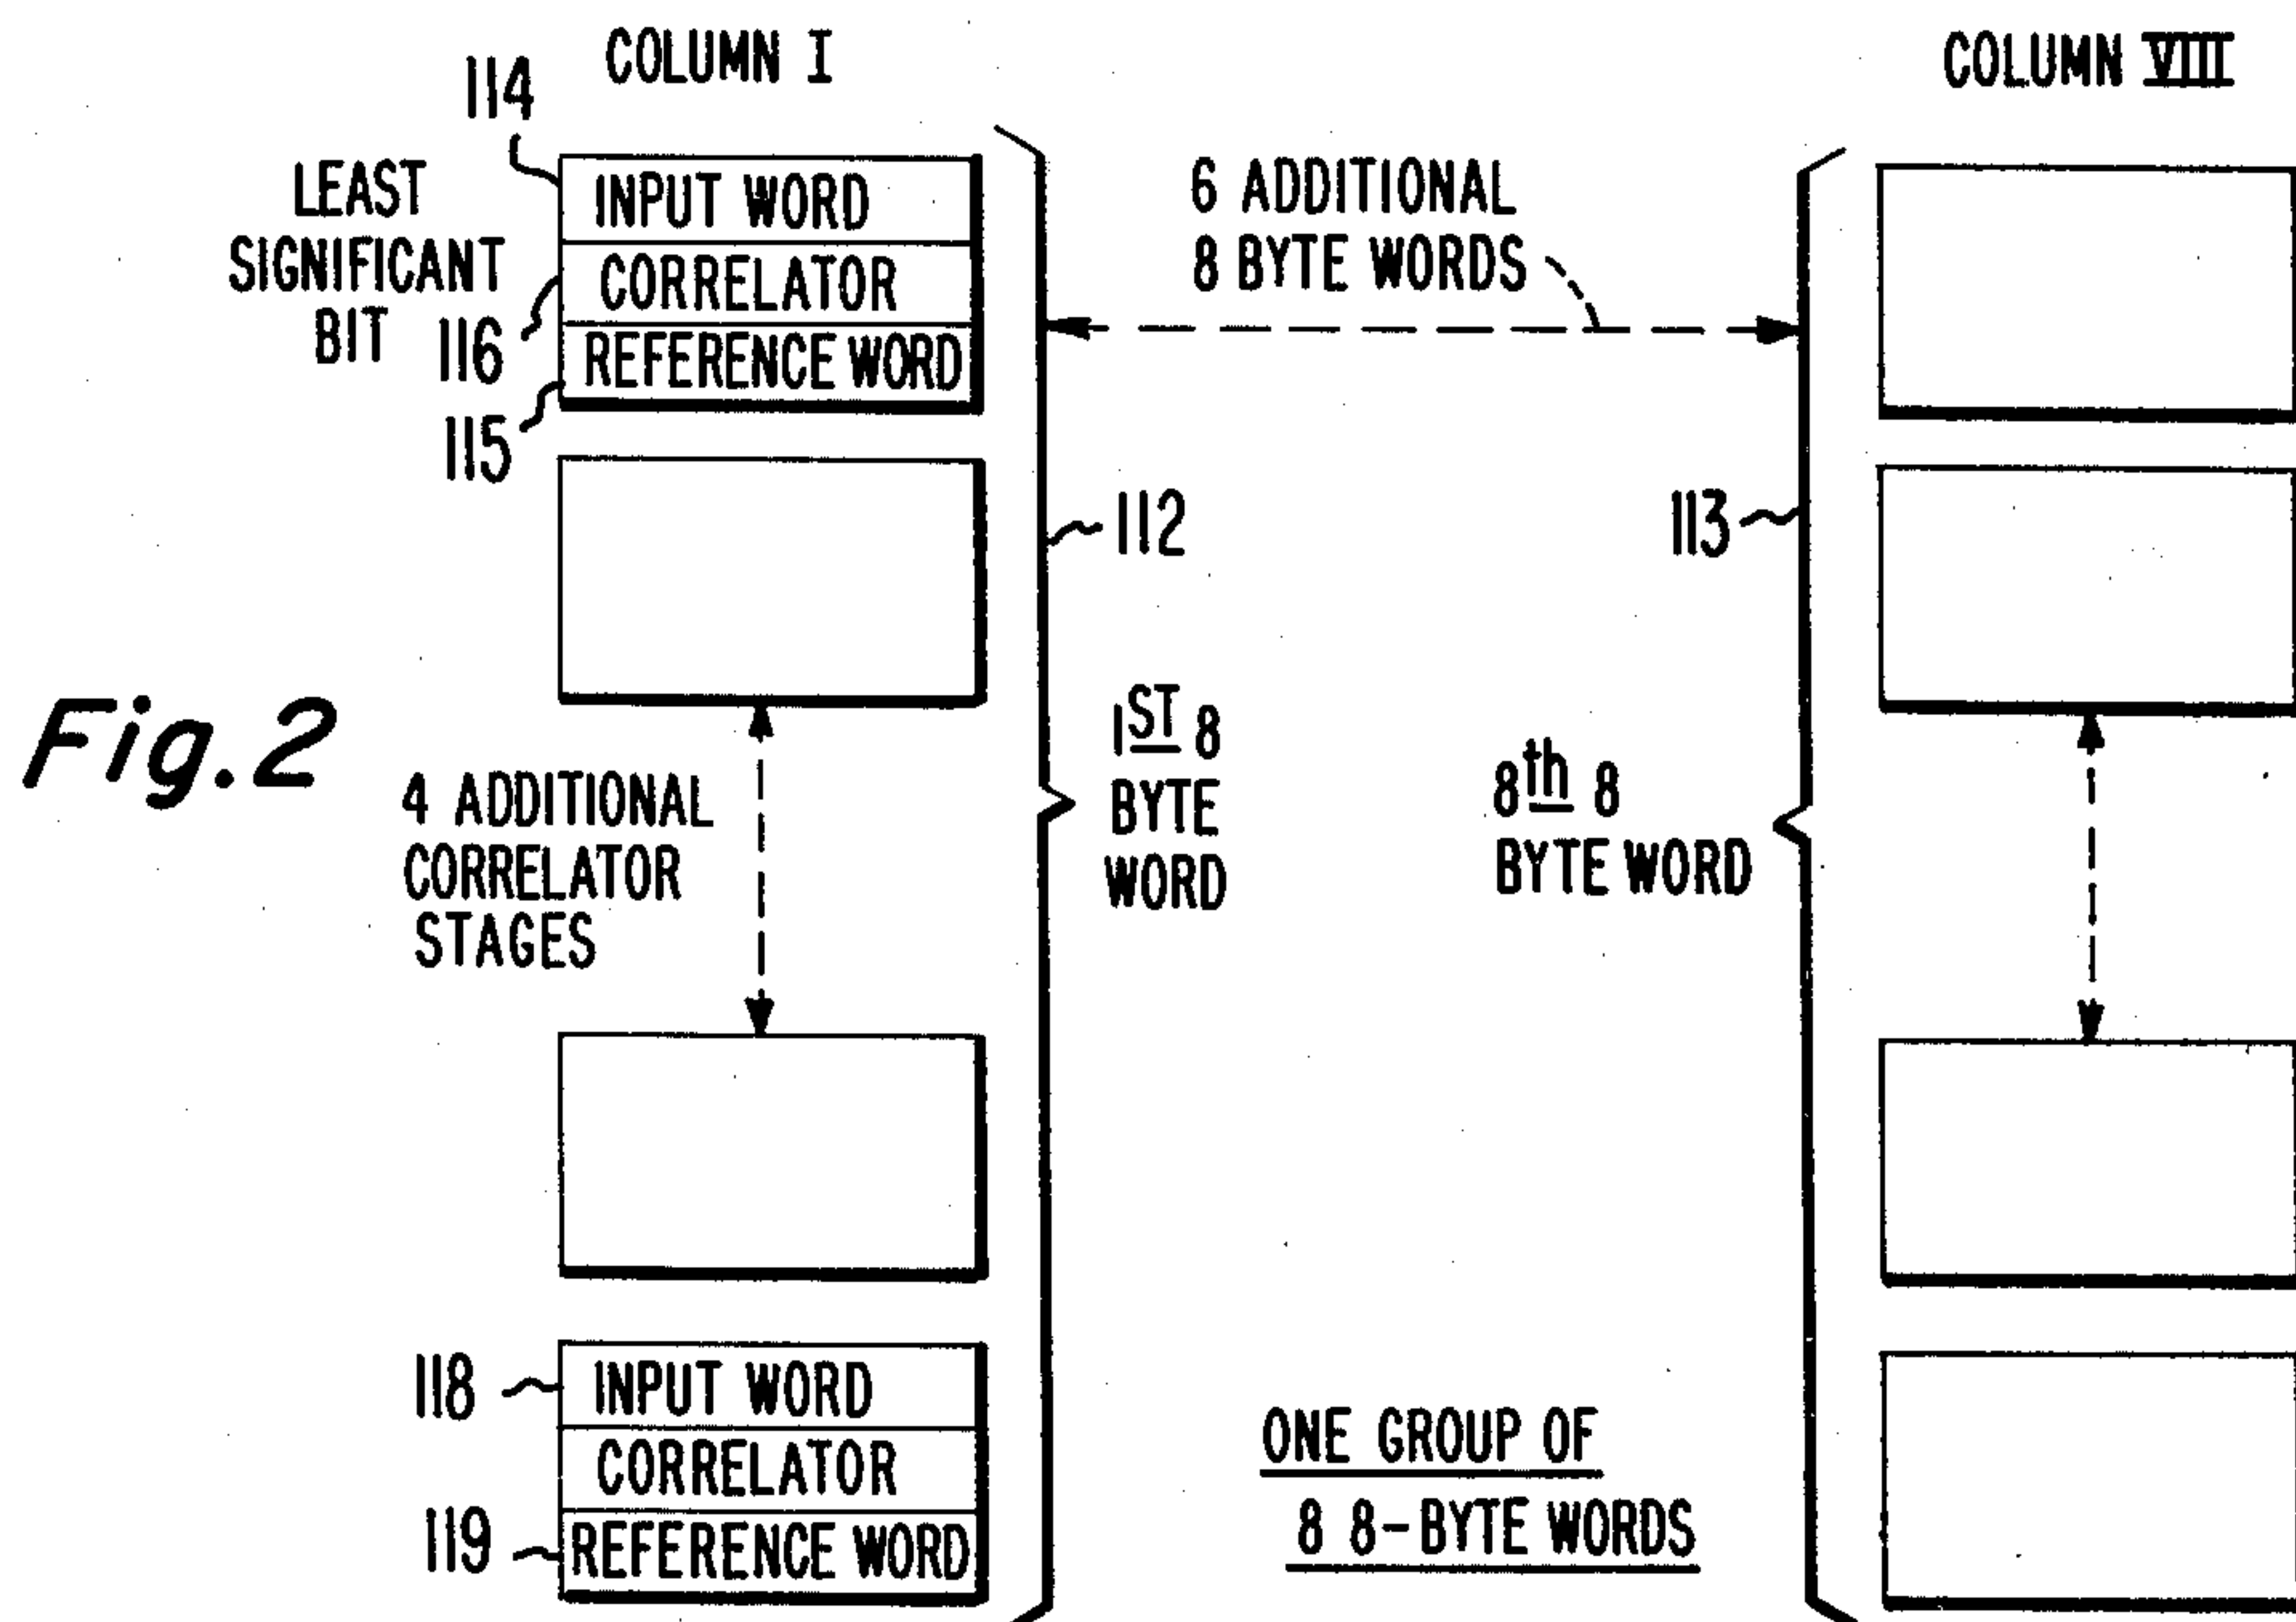 COLUMN I
COLUMN VIII
114
LEAST
SIGNIFICANT
BIT
INPUT WORD
CORRELATOR
REFERENCE WORD
116
115
6 ADDITIONAL
8 BYTE WORDS
112
113
Fig.2
4 ADDITIONAL
CORRELATOR
STAGES
1ST 8
BYTE
WORD
8th 8
BYTE WORD
118
INPUT WORD
CORRELATOR
119
REFERENCE WORD
ONE GROUP OF
8 8-BYTE WORDS